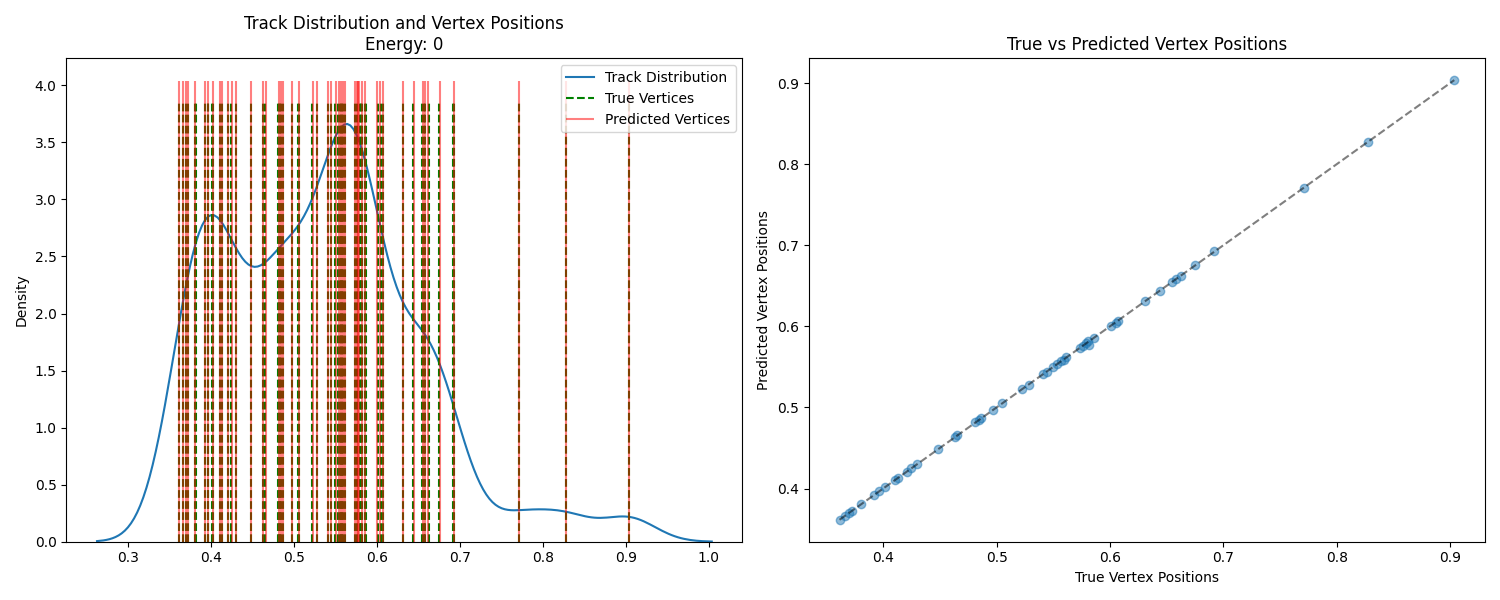 Track Distribution and Vertex Positions
Energy: 0
Density
4.0
3.5
3.0
2.5
2.0
1.5
1.0
0.5
0.0
0.3 0.4 0.5 0.6 0.7 0.8 0.9 1.0
Track Distribution
True Vertices
Predicted Vertices
True vs Predicted Vertex Positions
Predicted Vertex Positions
0.9
0.8
0.7
0.6
0.5
0.4
0.4 0.5 0.6 0.7 0.8 0.9
True Vertex Positions